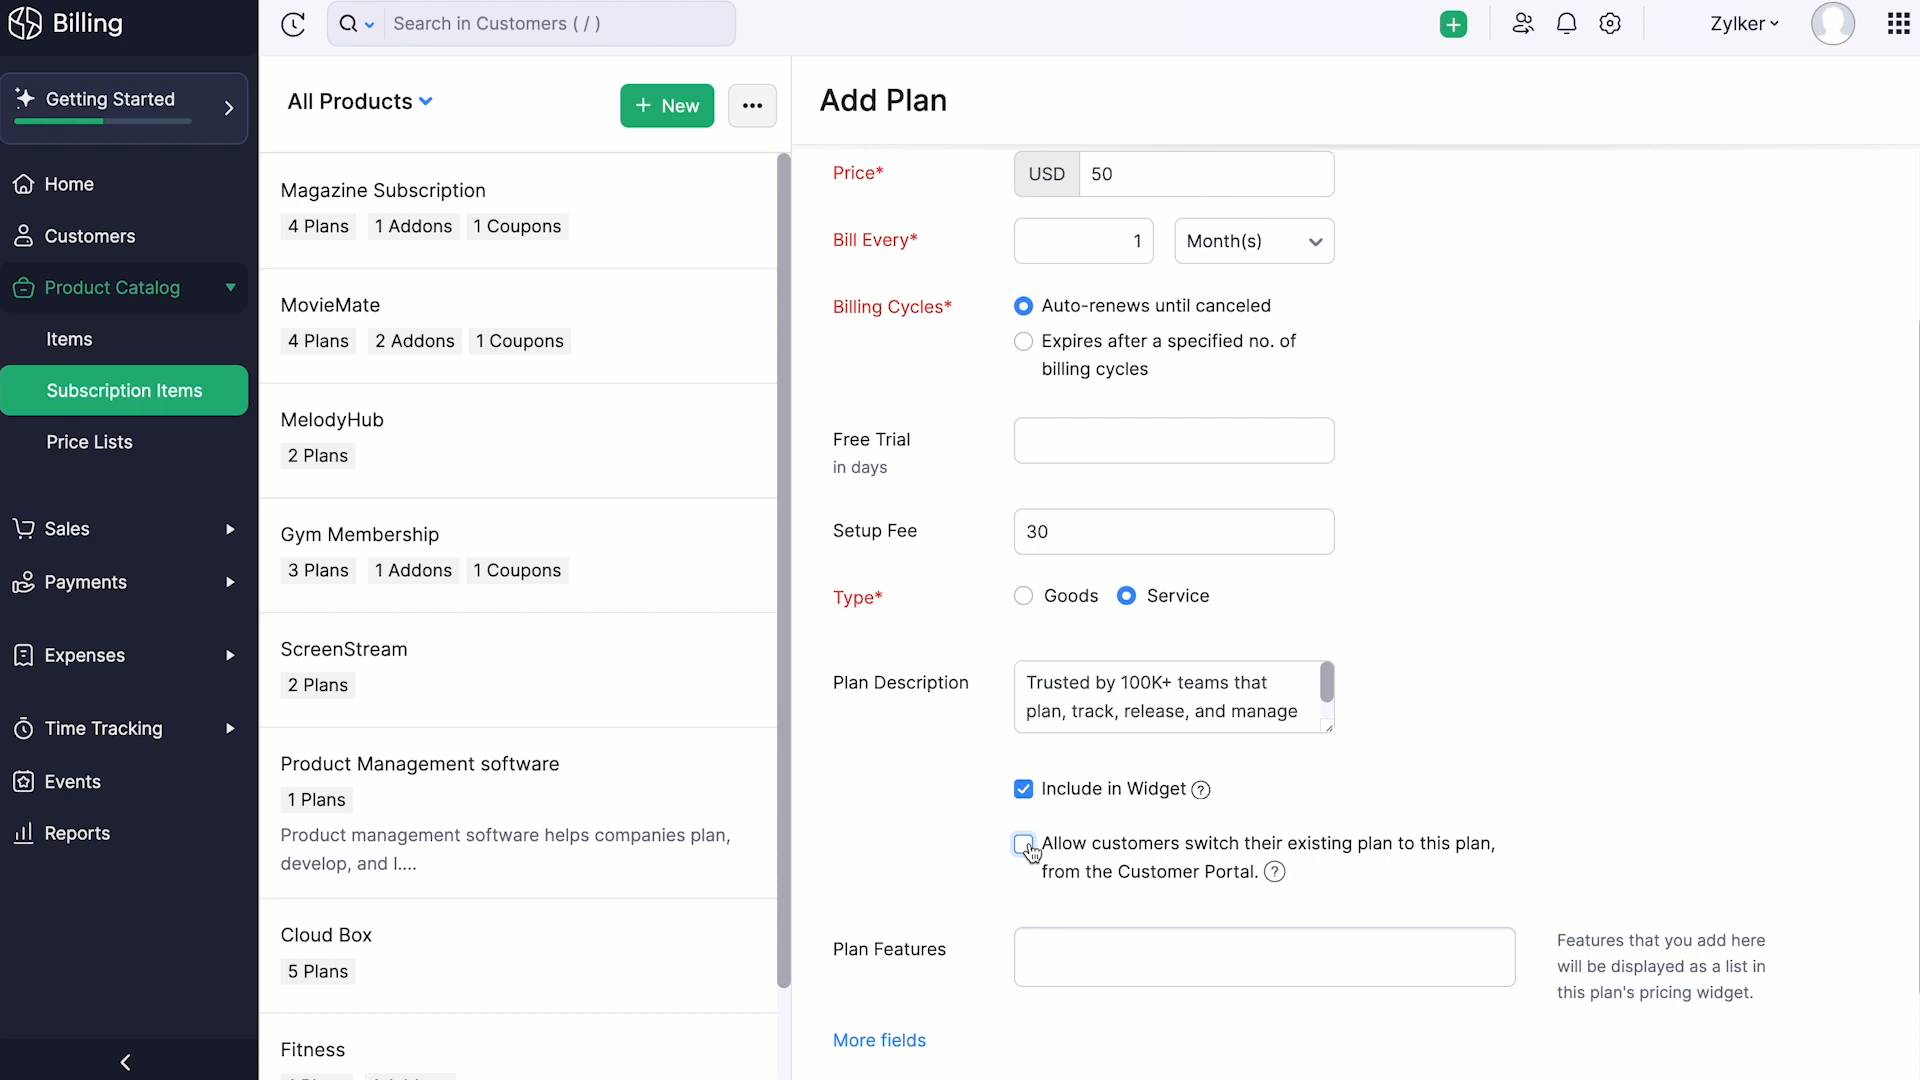 Billing
Search in Customers ( / )
Zylker
Getting Started
Home
Customers
Product Catalog
Items
Subscription Items
Price Lists
Sales
Payments
Expenses
Time Tracking
Events
Reports
All Products
+ New
Magazine Subscription
4 Plans 1 Addons 1 Coupons
MovieMate
4 Plans 2 Addons 1 Coupons
MelodyHub
2 Plans
Gym Membership
3 Plans 1 Addons 1 Coupons
ScreenStream
2 Plans
Product Management software
1 Plans
Product management software helps companies plan,
develop, and l....
Cloud Box
5 Plans
Fitness
Add Plan
Price* USD 50
Bill Every* 1 Month(s)
Billing Cycles* Auto-renews until canceled
Expires after a specified no. of
billing cycles
Free Trial
in days
Setup Fee 30
Type* Goods Service
Plan Description Trusted by 100K+ teams that
plan, track, release, and manage
Include in Widget ?
Allow customers switch their existing plan to this plan,
from the Customer Portal. ?
Plan Features
Features that you add here
will be displayed as a list in
this plan's pricing widget.
More fields